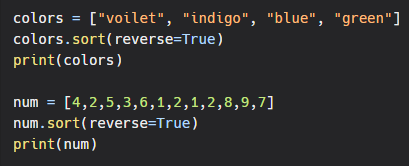 colors = ["voilet", "indigo", "blue", "green"]
colors.sort(reverse=True)
print(colors)
num = [4,2,5,3,6,1,2,1,2,8,9,7]
num.sort(reverse=True)
print(num)